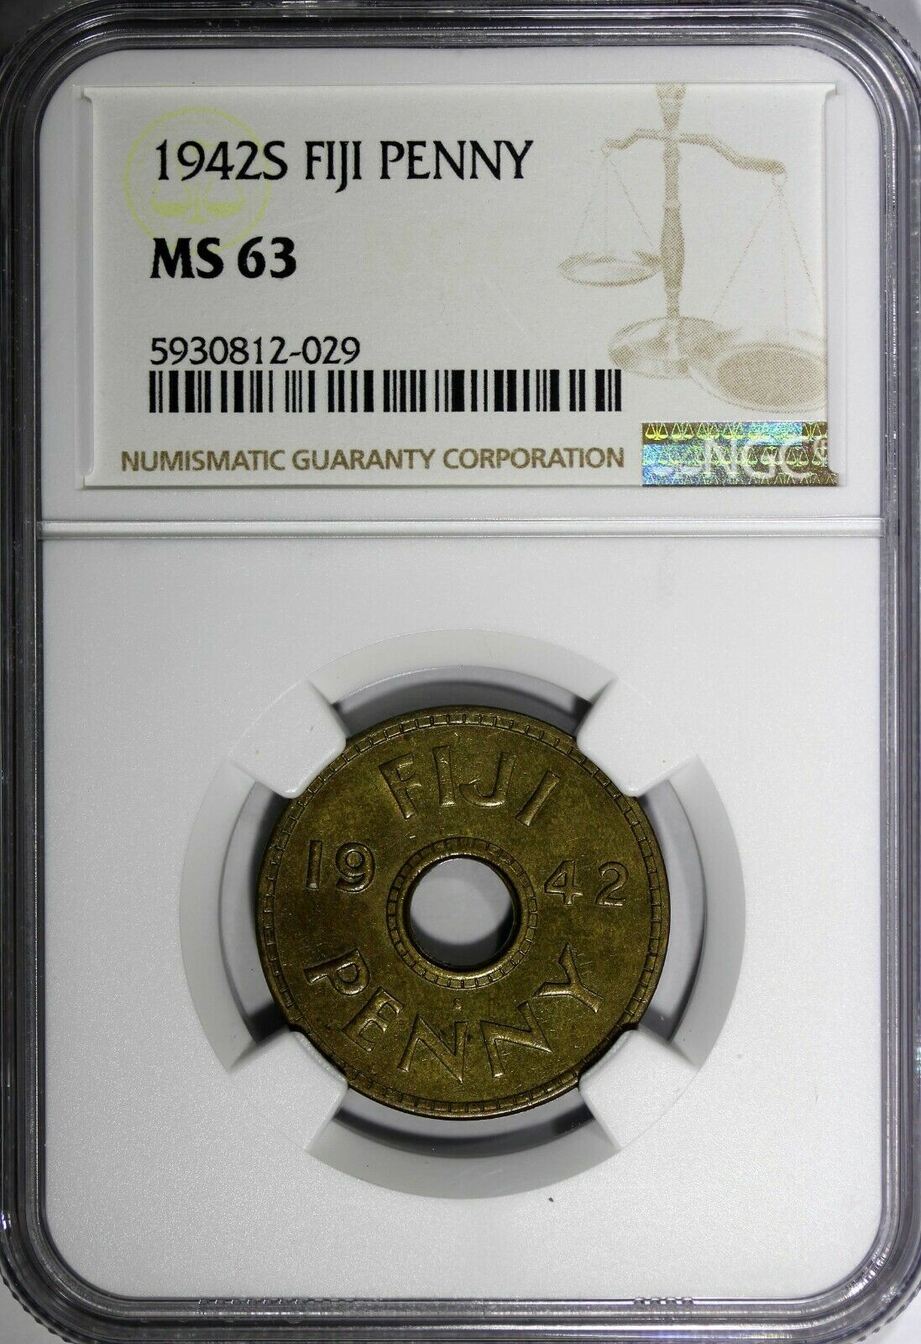 1942S FIJI PENNY
MS 63
5930812-029
NUMISMATIC GUARANTY CORPORATION
NGC
FIJI
19 42
S
PENNY